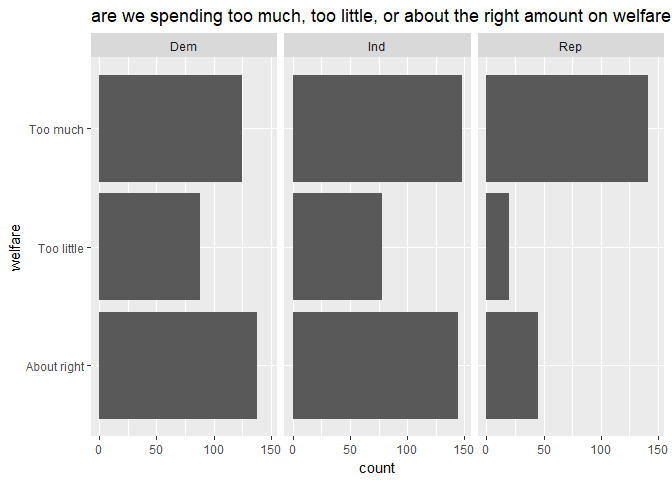 are we spending too much, too little, or about the right amount on welfare
Dem Ind Rep
Too much
Too little
About right
welfare
0 50 100 150 0 50 100 150 0 50 100 150
count